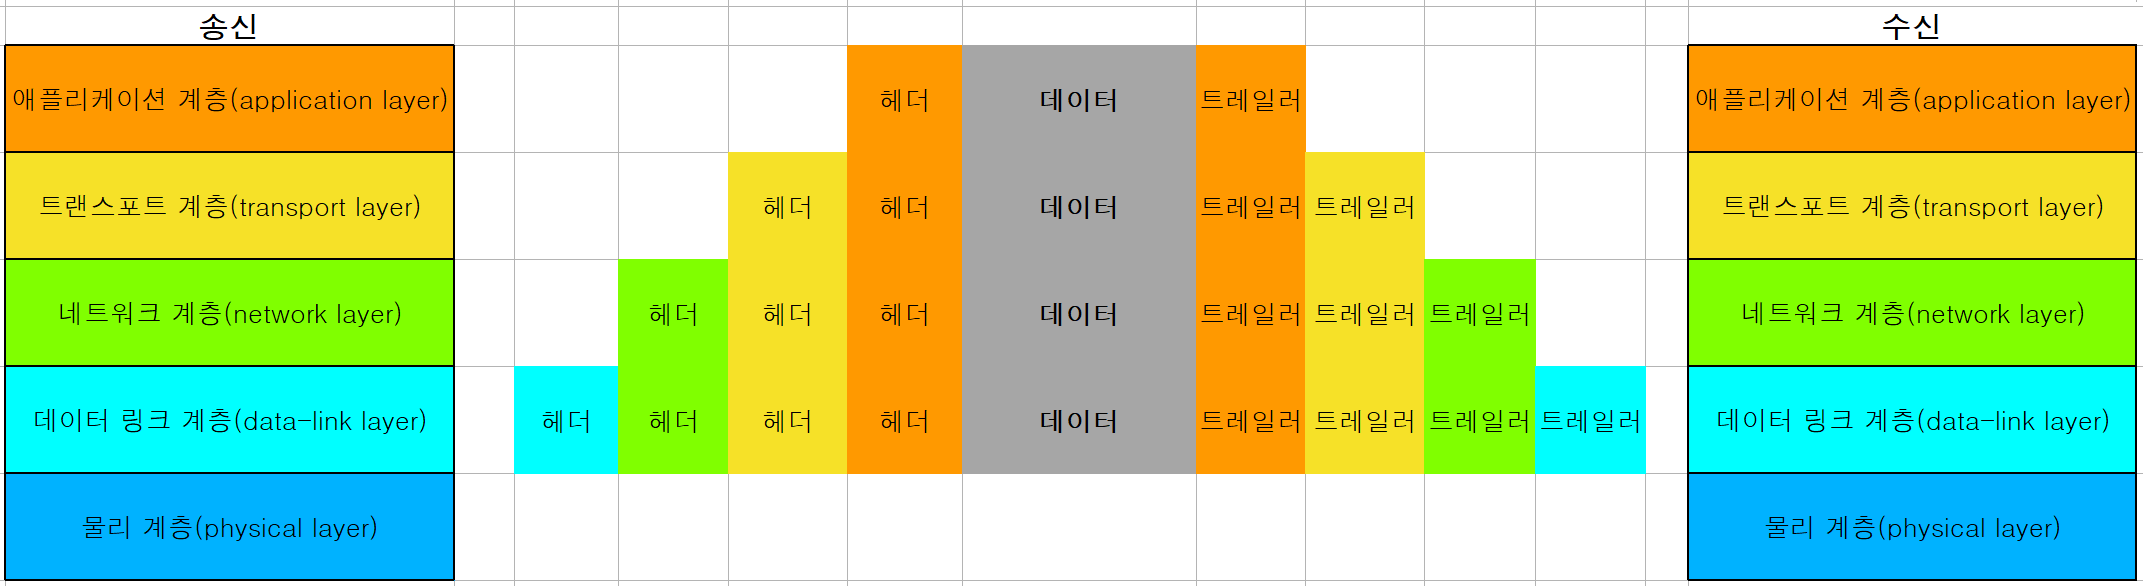 송신
수신
애플리케이션 계층(application layer)
헤더
데이터
트레일러
애플리케이션 계층(application layer)
트랜스포트 계층(transport layer)
헤더
헤더
데이터
트레일러
트레일러
트랜스포트 계층(transport layer)
네트워크 계층(network layer)
헤더
헤더
헤더
데이터
트레일러
트레일러
트레일러
네트워크 계층(network layer)
데이터 링크 계층(data-link layer)
헤더
헤더
헤더
헤더
데이터
트레일러
트레일러
트레일러
트레일러
데이터 링크 계층(data-link layer)
물리 계층(physical layer)
물리 계층(physical layer)